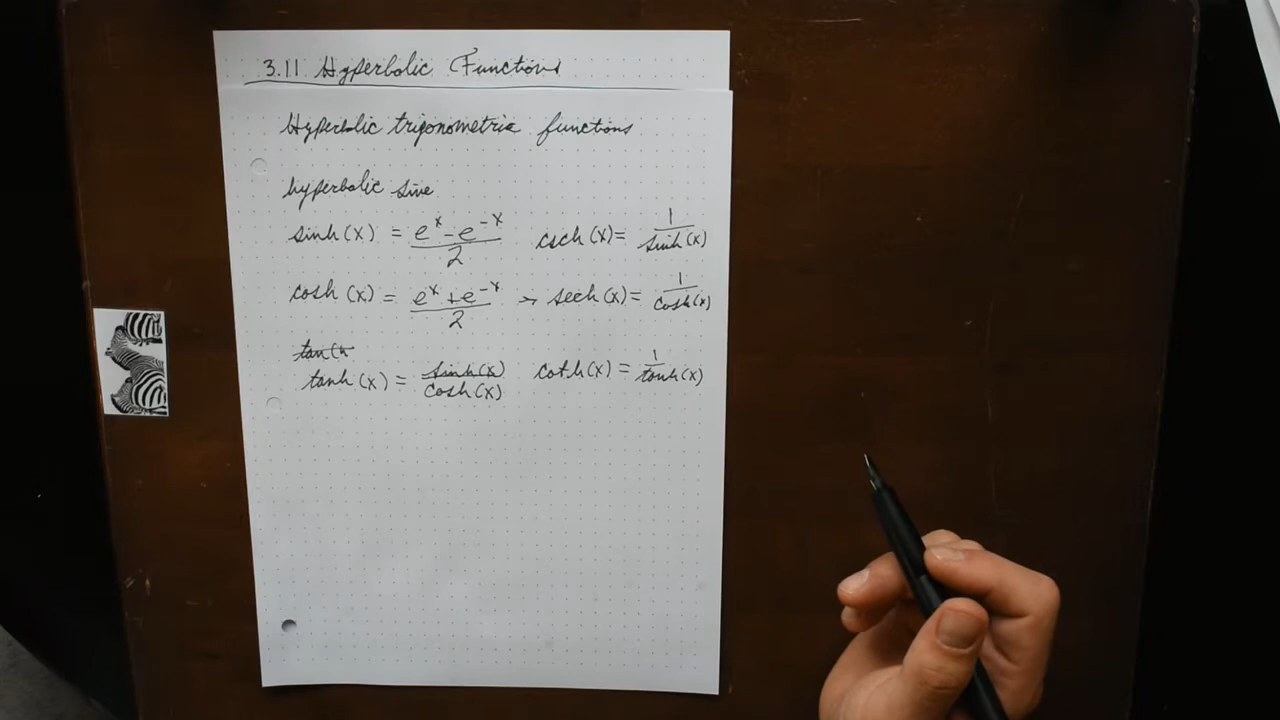 3.11 Hyperbolic Functions
Hyperbolic trigonometric functions
hyperbolic sine
sinh(x) = (e^x - e^-x)/2 csch(x) = 1/sinh(x)
cosh(x) = (e^x + e^-x)/2 → sech(x) = 1/cosh(x)
tan(h
tanh(x) = sinh(x)/cosh(x) coth(x) = 1/tanh(x)